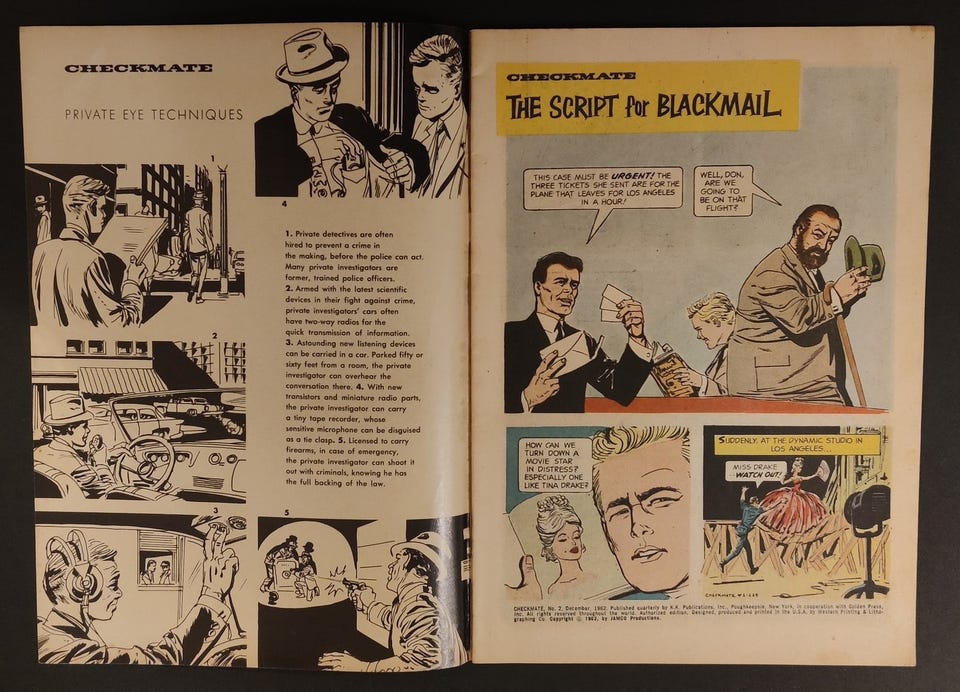 CHECKMATE
PRIVATE EYE TECHNIQUES
1
4
1. Private detectives are often
hired to prevent a crime in
the making, before the police can act.
Many private investigators are
former, trained police officers.
2. Armed with the latest scientific
devices in their fight against crime,
private investigators' cars often
have two-way radios for the
quick transmission of information.
3. Astounding new listening devices
can be carried in a car. Parked fifty or
sixty feet from a room, the private
investigator can overhear the
conversation there. 4. With new
transistors and miniature radio parts,
the private investigator can carry
a tiny tape recorder, whose
sensitive microphone can be disguised
as a tie clasp. 5. Licensed to carry
firearms, in case of emergency,
the private investigator can shoot it
out with criminals, knowing he has
the full backing of the law.
2
3
5
CHECKMATE
THE SCRIPT for BLACKMAIL
THIS CASE MUST BE URGENT! THE
THREE TICKETS SHE SENT ARE FOR THE
PLANE THAT LEAVES FOR LOS ANGELES
IN A HOUR!
WELL, DON,
ARE WE
GOING TO
BE ON THAT
FLIGHT?
HOW CAN WE
TURN DOWN A
MOVIE STAR
IN DISTRESS?
ESPECIALLY ONE
LIKE TINA DRAKE?
SUDDENLY, AT THE DYNAMIC STUDIO IN
LOS ANGELES...
MISS DRAKE
WATCH OUT!
CHECKMATE, No. 2, December, 1962. Published quarterly by K.K. Publications, Inc., Poughkeepsie, New York, in cooperation with Golden Press,
Inc. All rights reserved throughout the world. Authorized edition. Designed, produced and printed in the U.S.A. by Western Printing & Litho-
graphing Co. Copyright © 1962, by JAMCO Productions.